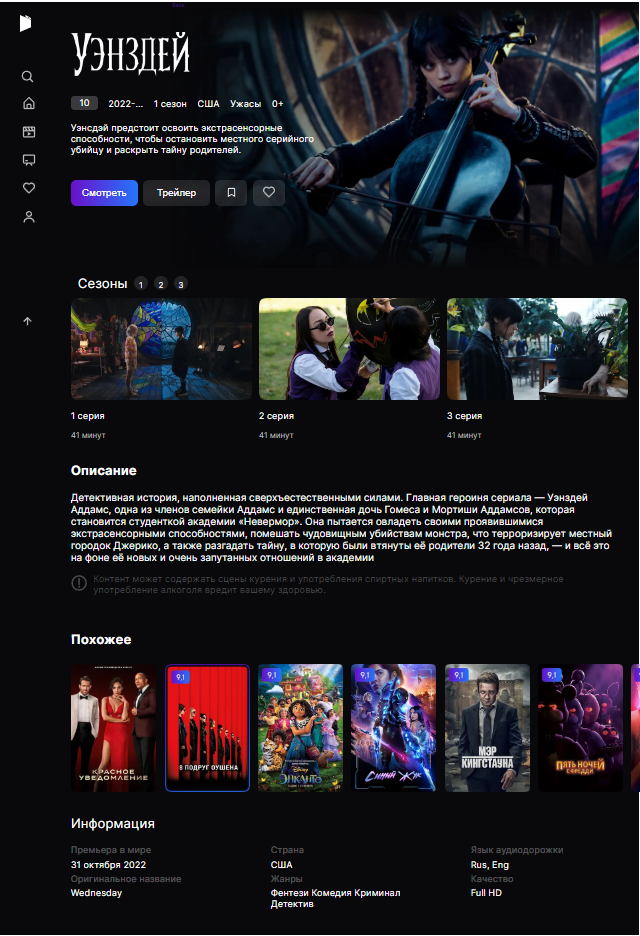 УЭНЗДЕЙ
10 2022-... 1 сезон США Ужасы 0+
Уэнсдэй предстоит освоить экстрасенсорные
способности, чтобы остановить местного серийного
убийцу и раскрыть тайну родителей.
Смотреть Трейлер
Сезоны 1 2 3
1 серия 2 серия 3 серия
41 минут 41 минут 41 минут
Описание
Детективная история, наполненная сверхъестественными силами. Главная героиня сериала — Уэнздей
Аддамс, одна из членов семейки Аддамс и единственная дочь Гомеса и Мортиши Аддамсов, которая
становится студенткой академии «Невермор». Она пытается овладеть своими проявившимися
экстрасенсорными способностями, помешать чудовищным убийствам монстра, что терроризирует местный
городок Джерико, а также разгадать тайну, в которую были втянуты её родители 32 года назад, — и всё это
на фоне её новых и очень запутанных отношений в академии
Контент может содержать сцены курения и употребления спиртных напитков. Курение и чрезмерное
употребление алкоголя вредит вашему здоровью.
Похожее
9,1 9,1 9,1 9,1 9,1
КРАСНОЕ
УВЕДОМЛЕНИЕ
8 ПОДРУГ ОУШЕНА
Disney
ЭНКАНТО
СИНИЙ ЖУК
МЭР
КИНГСТАУНА
ПЯТЬ НОЧЕЙ
С ФРЕДДИ
Информация
Премьера в мире Страна Язык аудиодорожки
31 октября 2022 США Rus, Eng
Оригинальное название Жанры Качество
Wednesday Фентези Комедия Криминал Full HD
Детектив